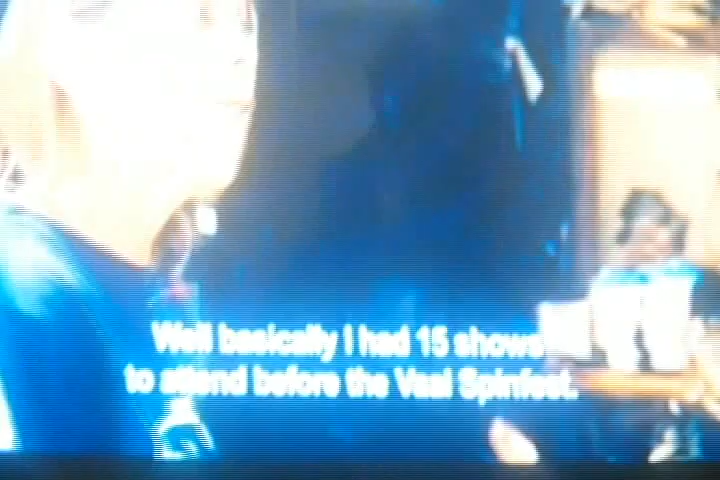 Well basically I had 15 shows
to attend before the Vaal Spinfest.